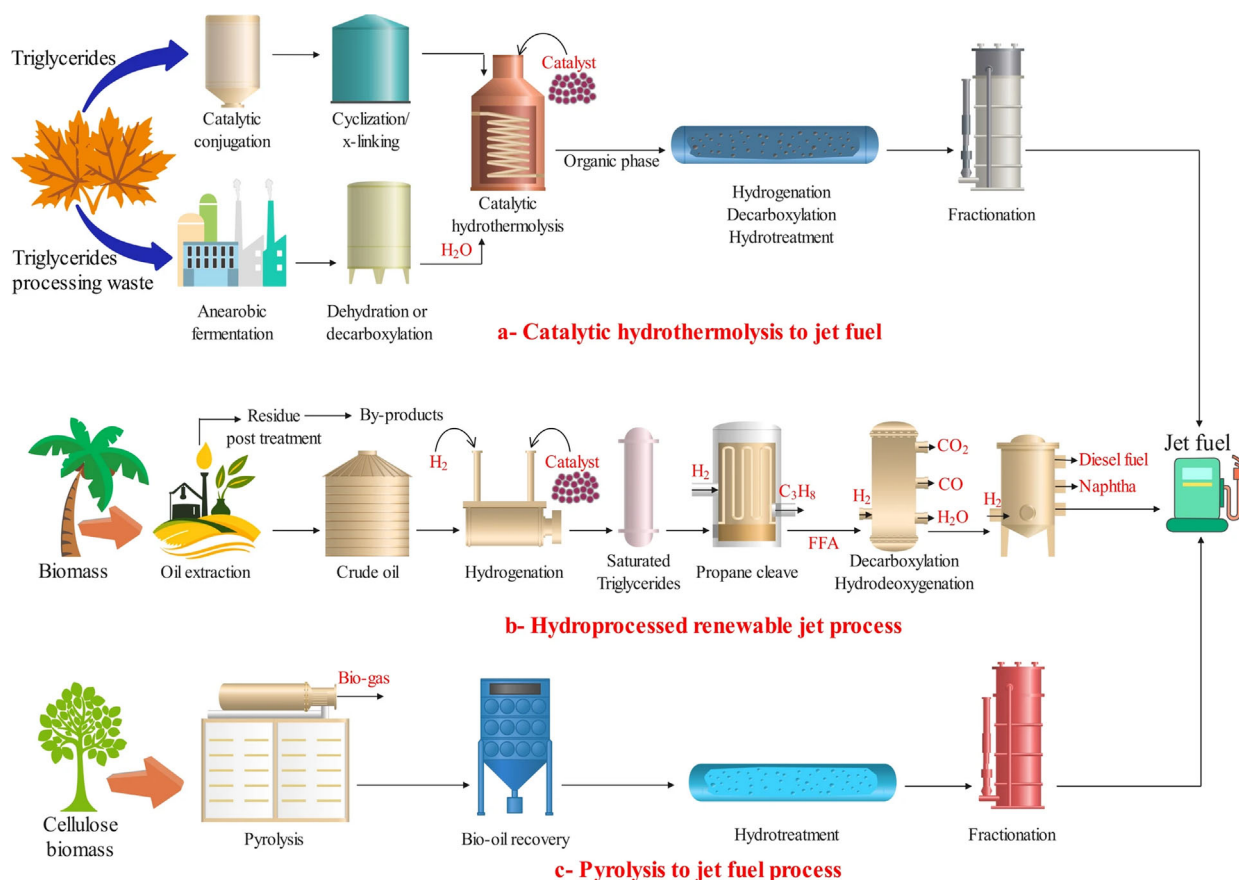 Triglycerides
Catalytic
conjugation
Cyclization/
x-linking
Catalyst
Catalytic
hydrothermolysis
Organic phase
Hydrogenation
Decarboxylation
Hydrotreatment
Fractionation
Triglycerides
processing waste
Anearobic
fermentation
Dehydration or
decarboxylation
H₂O
a- Catalytic hydrothermolysis to jet fuel
Biomass
Oil extraction
Residue
post treatment
By-products
Crude oil
H₂
Catalyst
Hydrogenation
Saturated
Triglycerides
H₂
C₃H₈
Propane cleave
FFA
H₂
CO₂
CO
H₂O
Decarboxylation
Hydrodeoxygenation
H₂
Diesel fuel
Naphtha
Jet fuel
b- Hydroprocessed renewable jet process
Cellulose
biomass
Bio-gas
Pyrolysis
Bio-oil recovery
Hydrotreatment
Fractionation
c- Pyrolysis to jet fuel process